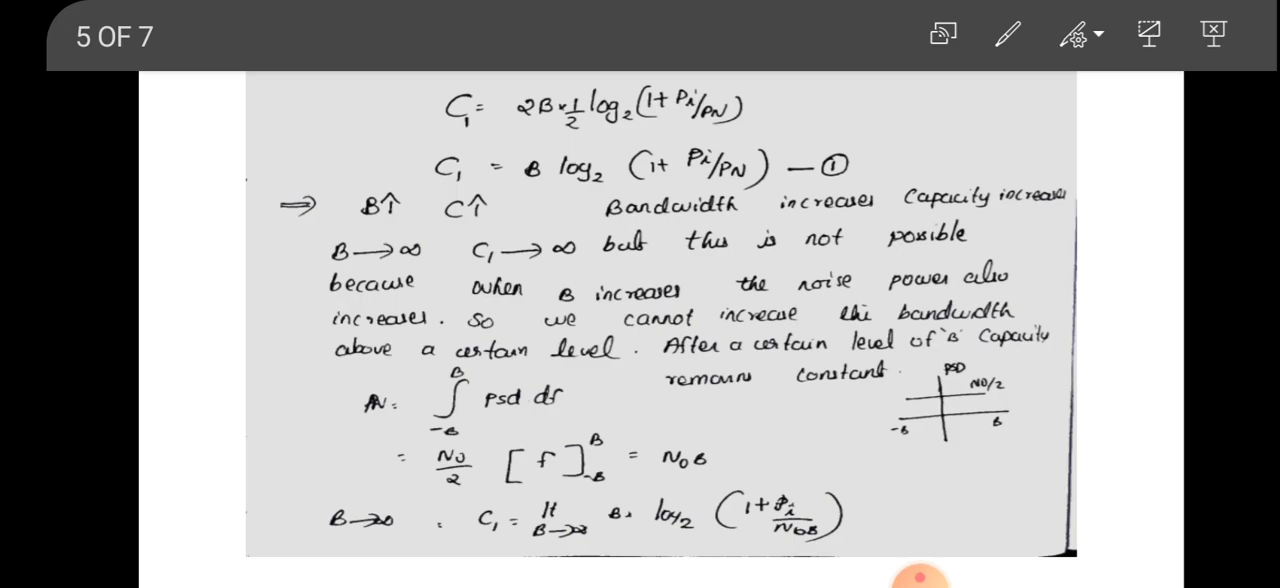 5 OF 7
C₁ = 2B × 1/2 log₂ (1+ Pi/PN)
C₁ = B log₂ (1+ Pi/PN) — ①
⇒ B↑ C↑ Bandwidth increases Capacity increases
B → ∞ C₁ → ∞ but this is not possible
because when B increases the noise power also
increases. So we cannot increase the bandwidth
above a certain level. After a certain level of 'B' Capacity
remains constant.
PSD
N0/2
-B B
PN = ∫_{-B}^{B} psd df
= N0/2 [f]_{-B}^{B} = N0B
B→∞ : C₁ = lt_{B→∞} B. log₂ (1+ Pi/N0B)